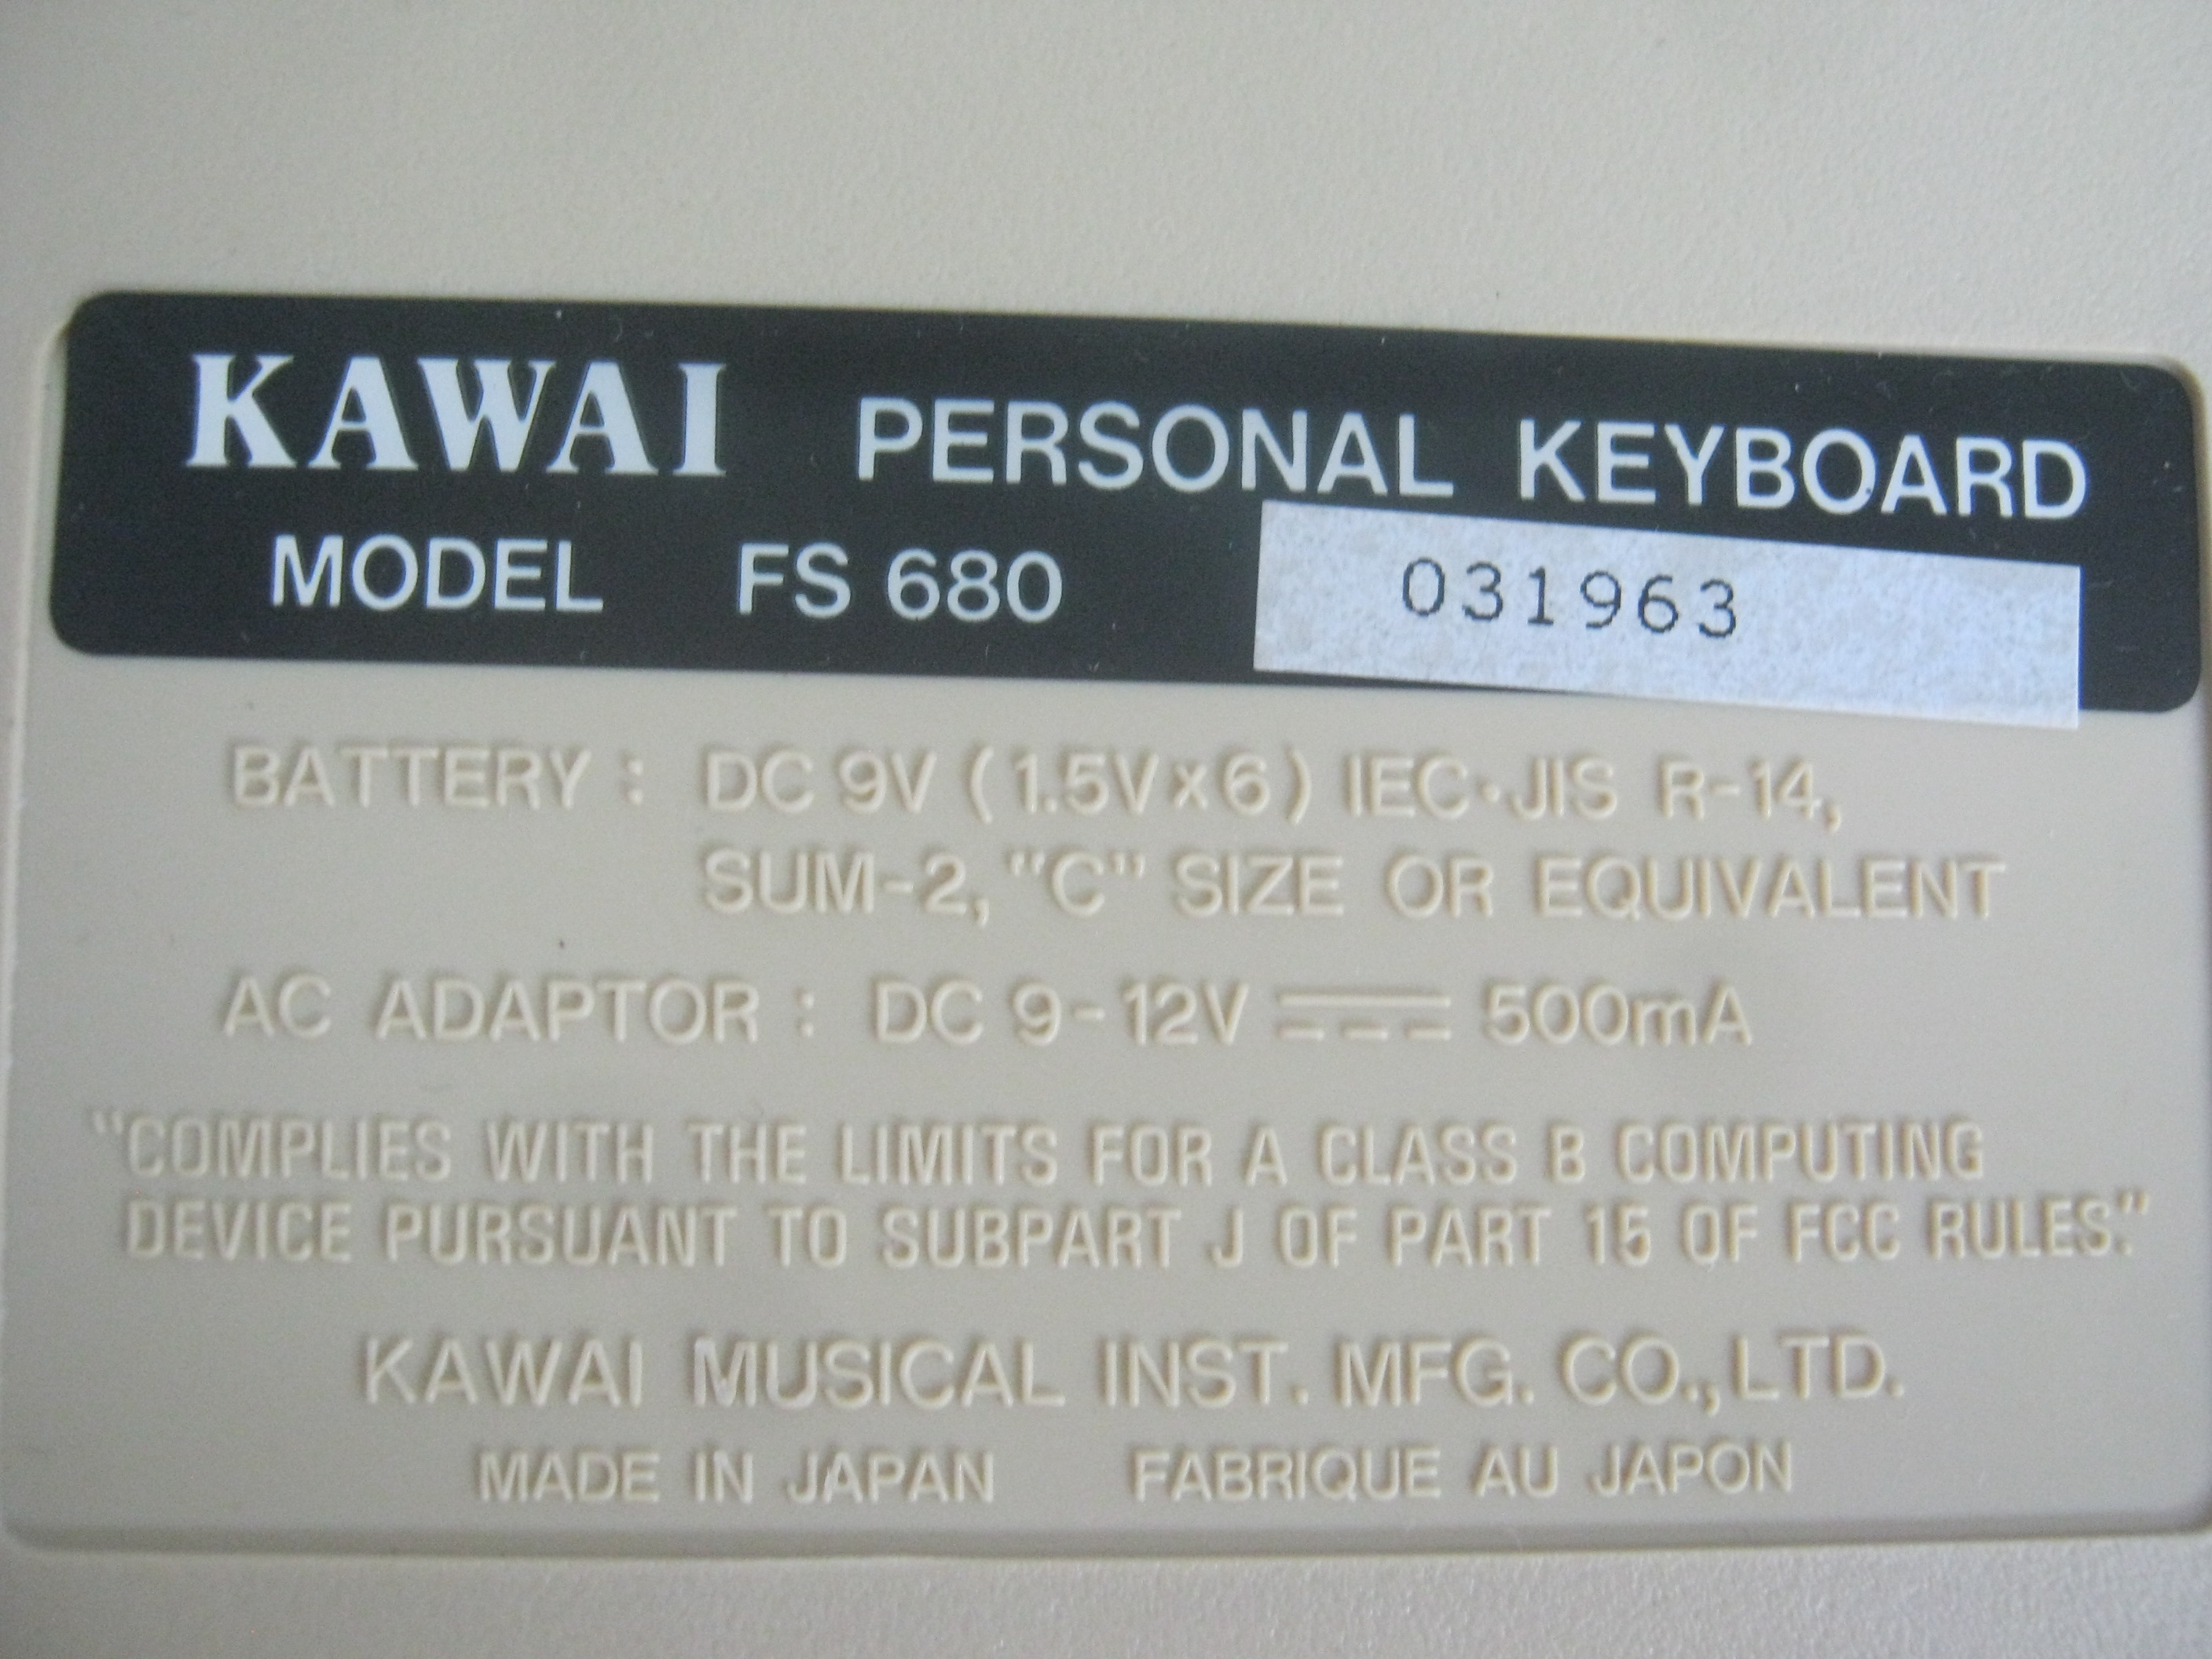 KAWAI PERSONAL KEYBOARD
MODEL FS 680 031963
BATTERY : DC 9V (1.5V×6) IEC·JIS R-14,
SUM-2, "C" SIZE OR EQUIVALENT
AC ADAPTOR : DC 9-12V ⎓ 500mA
"COMPLIES WITH THE LIMITS FOR A CLASS B COMPUTING
DEVICE PURSUANT TO SUBPART J OF PART 15 OF FCC RULES."
KAWAI MUSICAL INST. MFG. CO., LTD.
MADE IN JAPAN FABRIQUE AU JAPON